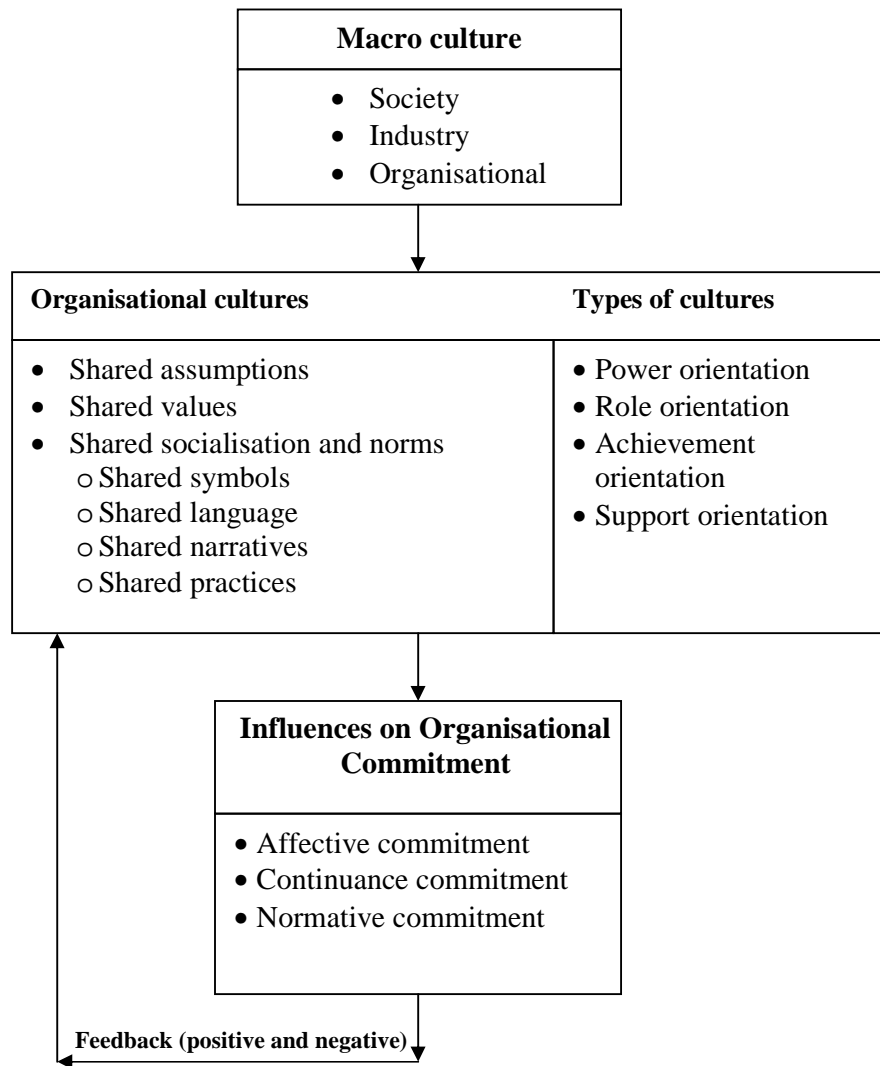 Macro culture
• Society
• Industry
• Organisational
Organisational cultures
• Shared assumptions
• Shared values
• Shared socialisation and norms
o Shared symbols
o Shared language
o Shared narratives
o Shared practices
Types of cultures
• Power orientation
• Role orientation
• Achievement
orientation
• Support orientation
Influences on Organisational
Commitment
• Affective commitment
• Continuance commitment
• Normative commitment
Feedback (positive and negative)